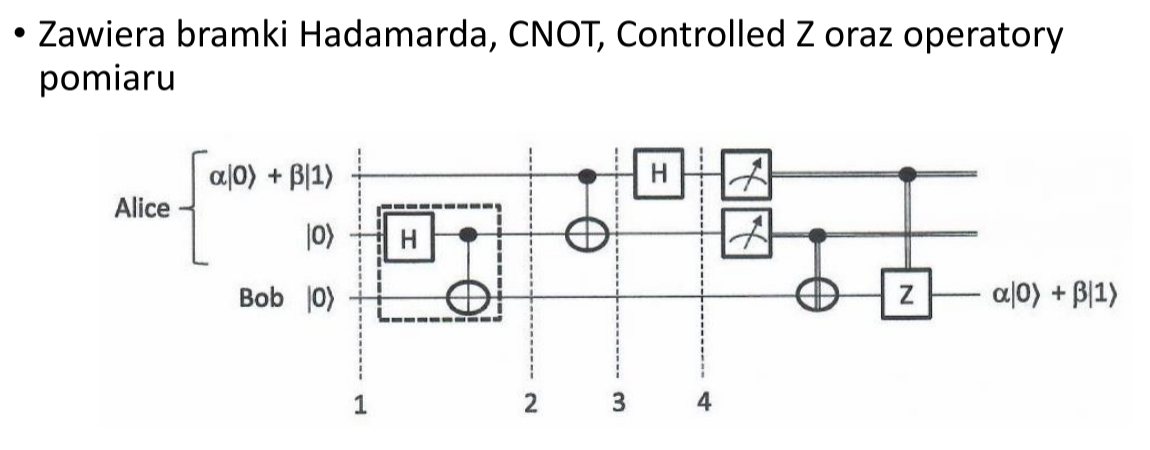 • Zawiera bramki Hadamarda, CNOT, Controlled Z oraz operatory
pomiaru
Alice
α|0⟩ + β|1⟩
H
|0⟩
H
Bob |0⟩
Z
α|0⟩ + β|1⟩
1 2 3 4